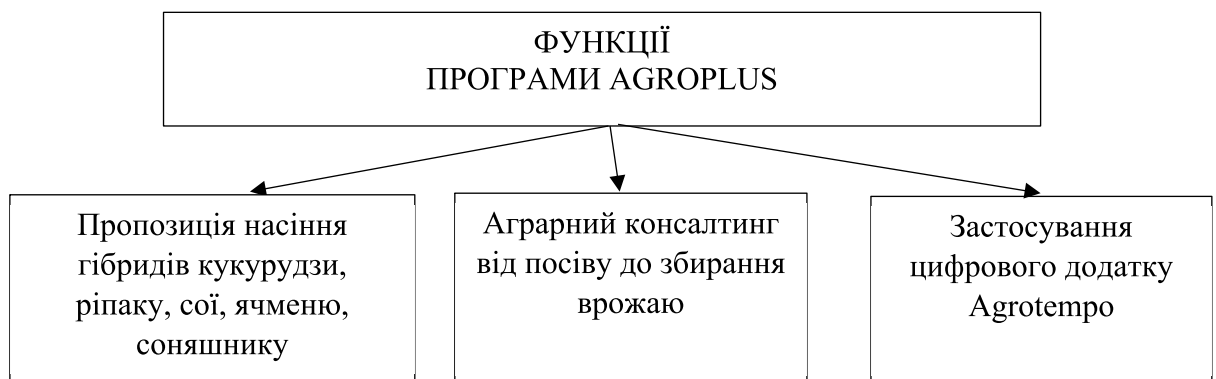 ФУНКЦІЇ
ПРОГРАМИ AGROPLUS
Пропозиція насіння
гібридів кукурудзи,
ріпаку, сої, ячменю,
соняшнику
Аграрний консалтинг
від посіву до збирання
врожаю
Застосування
цифрового додатку
Agrotempo